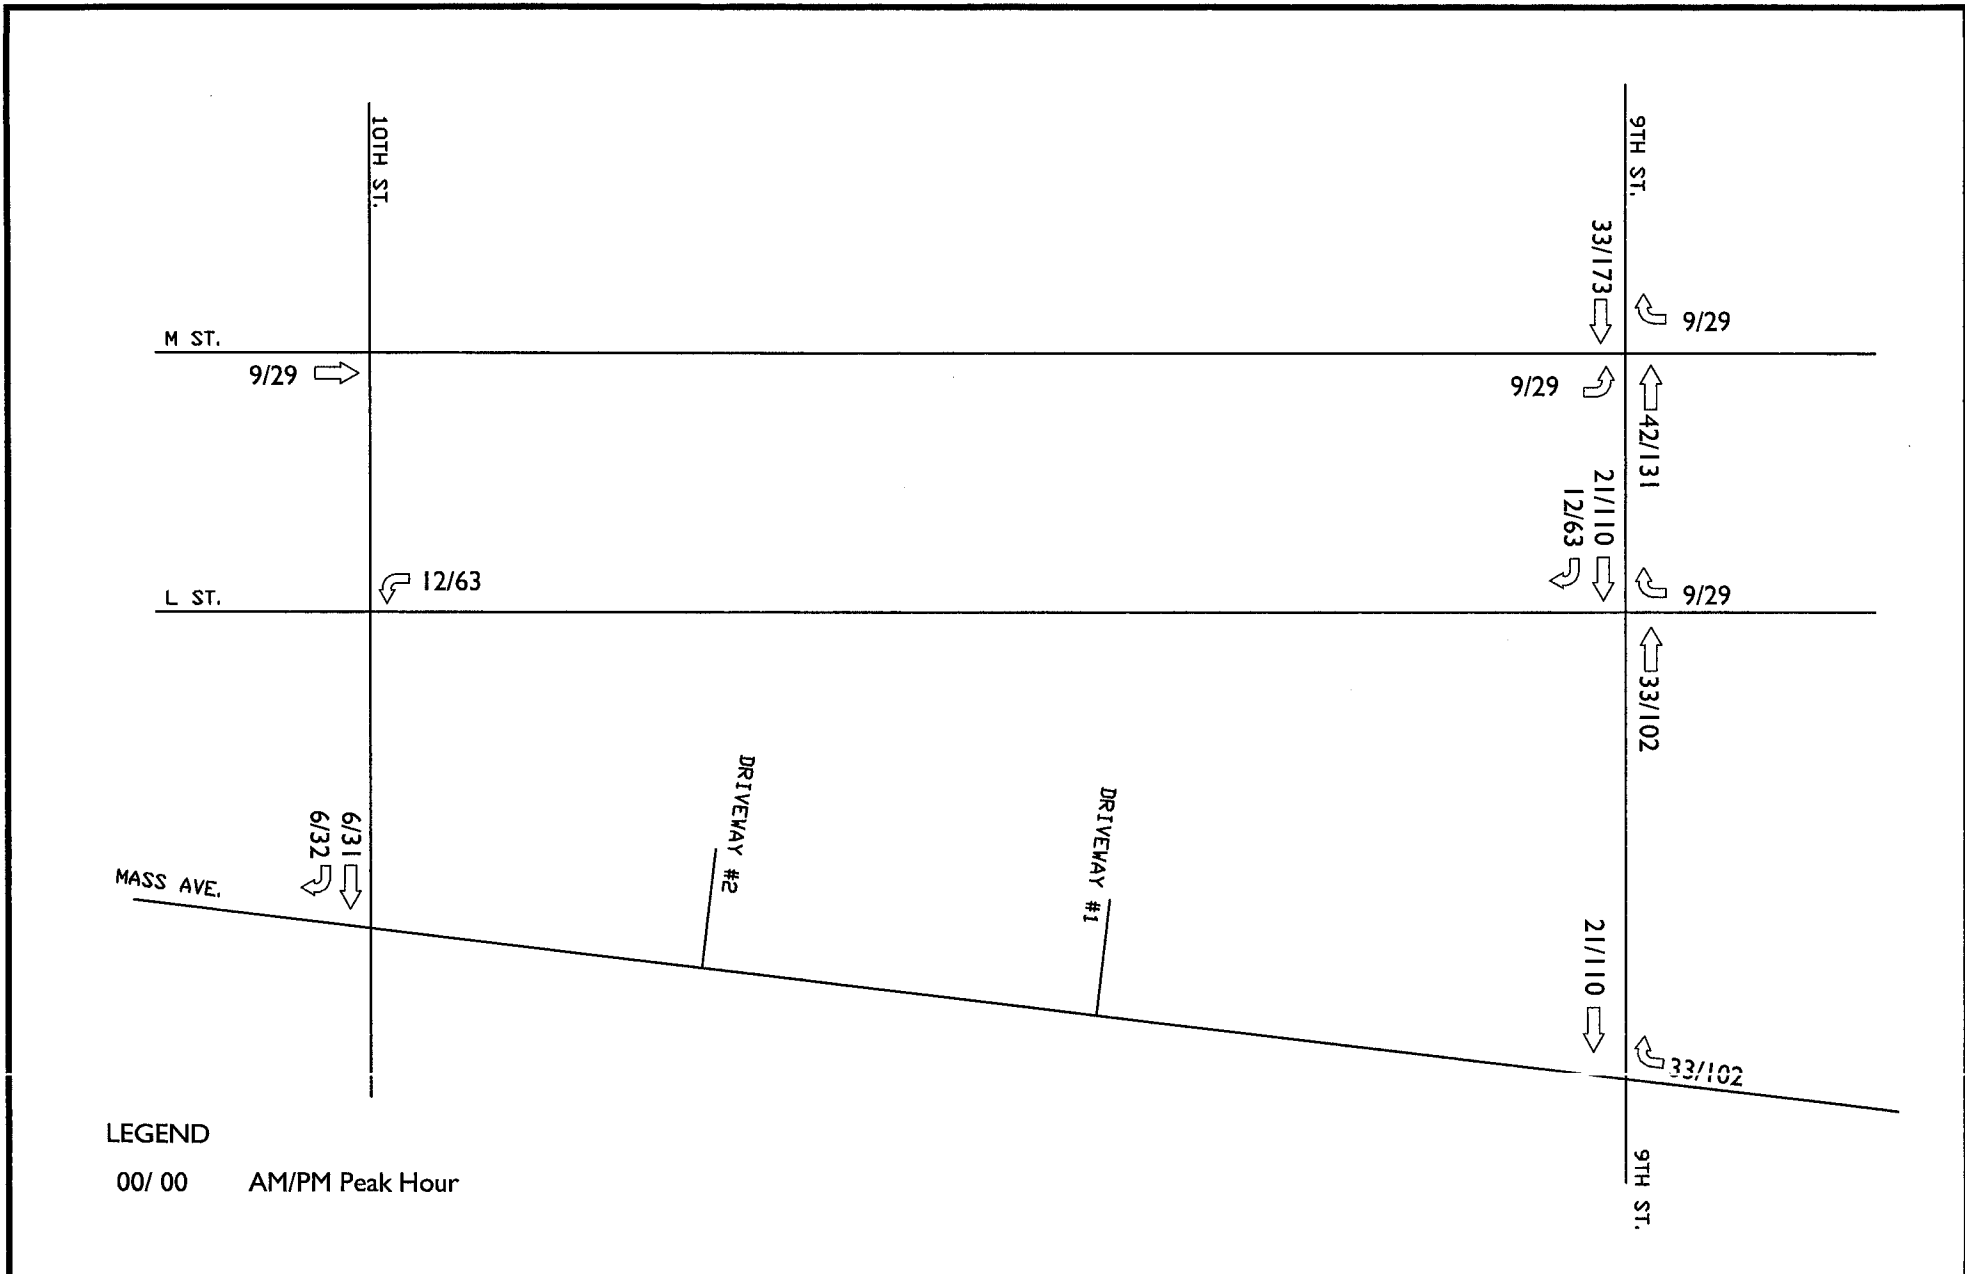 10TH ST.
9TH ST.
33/173
9/29
M ST.
9/29
9/29
42/131
21/110
12/63
12/63
L ST.
9/29
33/102
DRIVEWAY #2
DRIVEWAY #1
6/31
6/32
MASS AVE.
21/110
33/102
LEGEND
00/ 00 AM/PM Peak Hour
9TH ST.